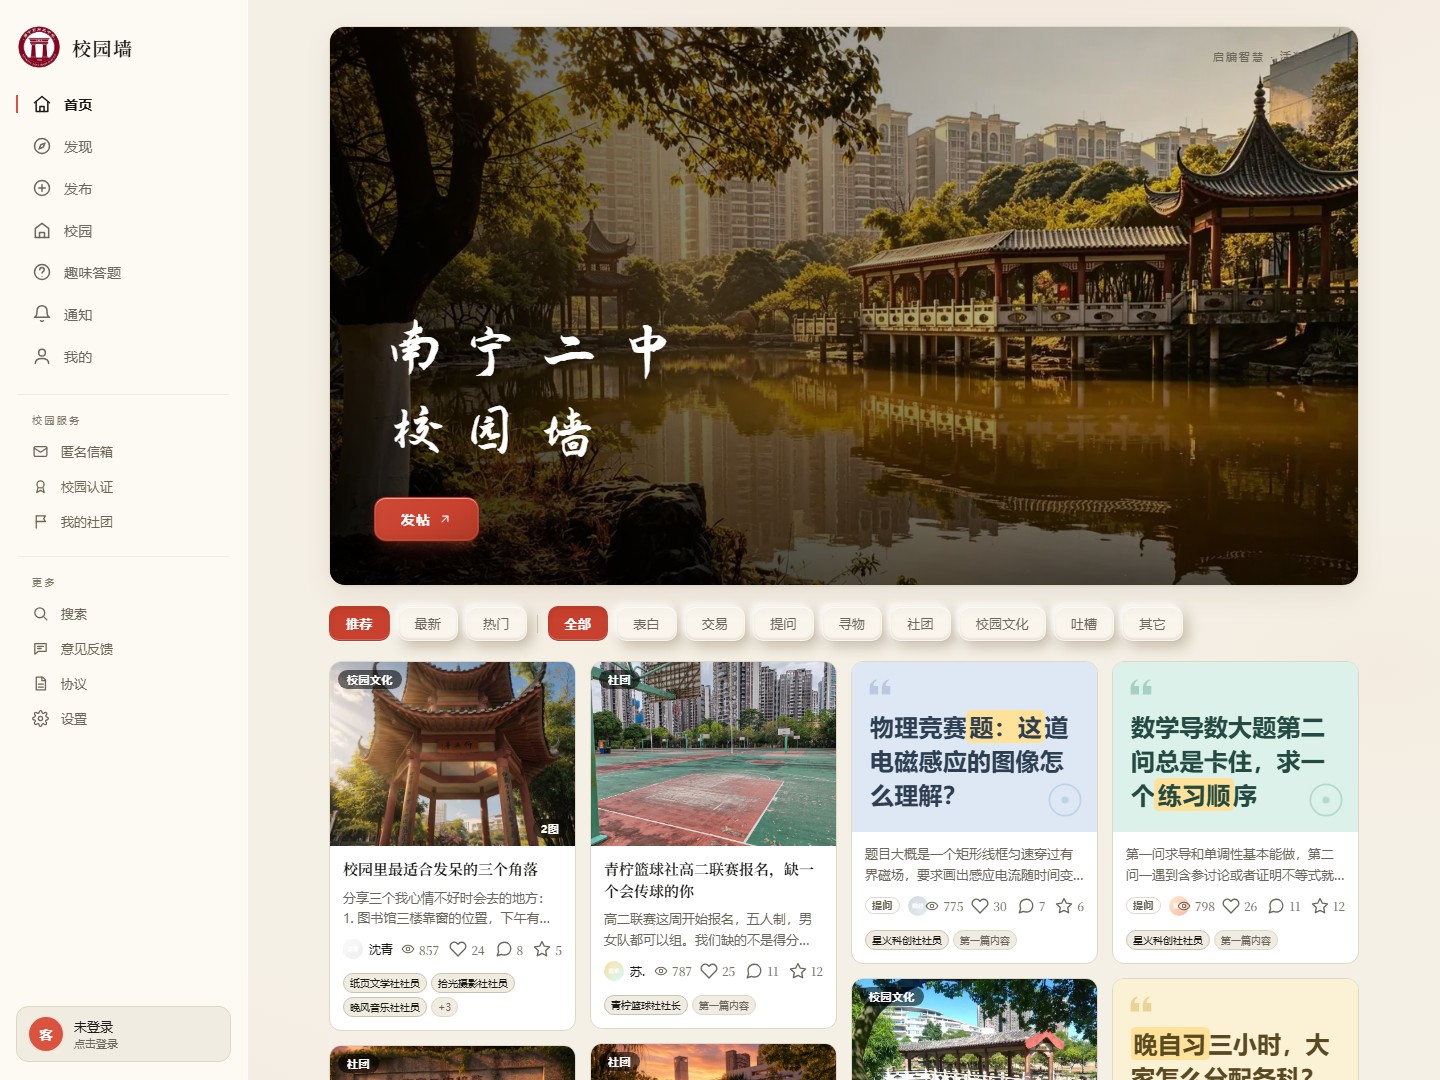 校园墙
首页
发现
发布
校园
趣味答题
通知
我的
校园服务
匿名信箱
校园认证
我的社团
更多
搜索
意见反馈
协议
设置
客
未登录
点击登录
启牖智慧
南宁二中
校园墙
发帖
推荐 最新 热门 全部 表白 交易 提问 寻物 社团 校园文化 吐槽 其它
校园文化
2图
校园里最适合发呆的三个角落
分享三个我心情不好时会去的地方：
1. 图书馆三楼靠窗的位置，下午有...
沈青 857 24 8 5
纸页文学社社员 拾光摄影社社员
晚风音乐社社员 +3
社团
社团
青柠篮球社高二联赛报名，缺一
个会传球的你
高二联赛这周开始报名，五人制，男
女队都可以组。我们缺的不是得分...
苏. 787 25 11 12
青柠篮球社社长 第一篇内容
社团
物理竞赛题：这道
电磁感应的图像怎
么理解？
题目大概是一个矩形线框匀速穿过有
界磁场，要求画出感应电流随时间变...
提问 775 30 7 6
星火科创社社员 第一篇内容
校园文化
数学导数大题第二
问总是卡住，求一
个练习顺序
第一问求导和单调性基本能做，第二
问一遇到含参讨论或者证明不等式就...
提问 798 26 11 12
星火科创社社员 第一篇内容
晚自习三小时，大
家怎么分配各科？